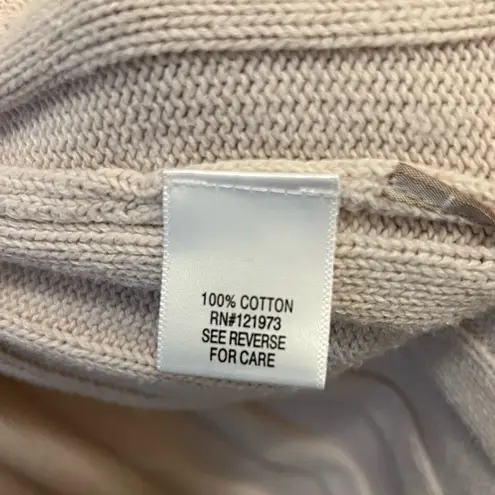 100% COTTON
RN#121973
SEE REVERSE
FOR CARE